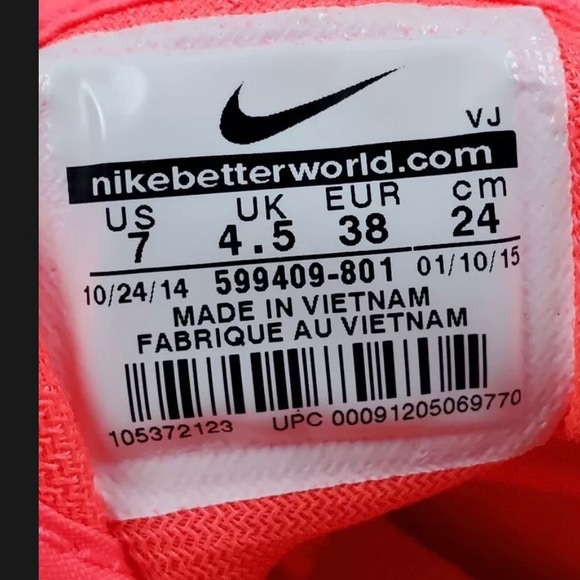 VJ
nikebetterworld.com
US UK EUR cm
7 4.5 38 24
10/24/14 599409-801 01/10/15
MADE IN VIETNAM
FABRIQUE AU VIETNAM
105372123 UPC 00091205069770